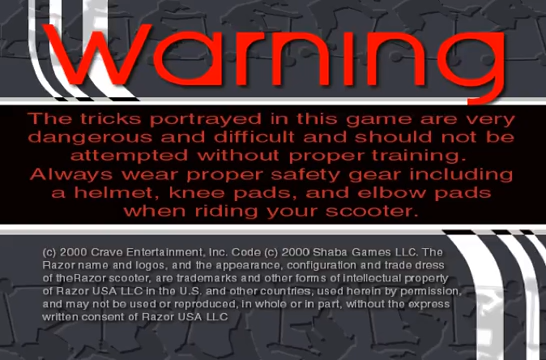 Warning
The tricks portrayed in this game are very
dangerous and difficult and should not be
attempted without proper training.
Always wear proper safety gear including
a helmet, knee pads, and elbow pads
when riding your scooter.
(c) 2000 Crave Entertainment, Inc. Code (c) 2000 Shaba Games LLC. The
Razor name and logos, and the appearance, configuration and trade dress
of theRazor scooter, are trademarks and other forms of intellectual property
of Razor USA LLC in the U.S. and other countries, used herein by permission,
and may not be used or reproduced, in whole or in part, without the express
written consent of Razor USA LLC